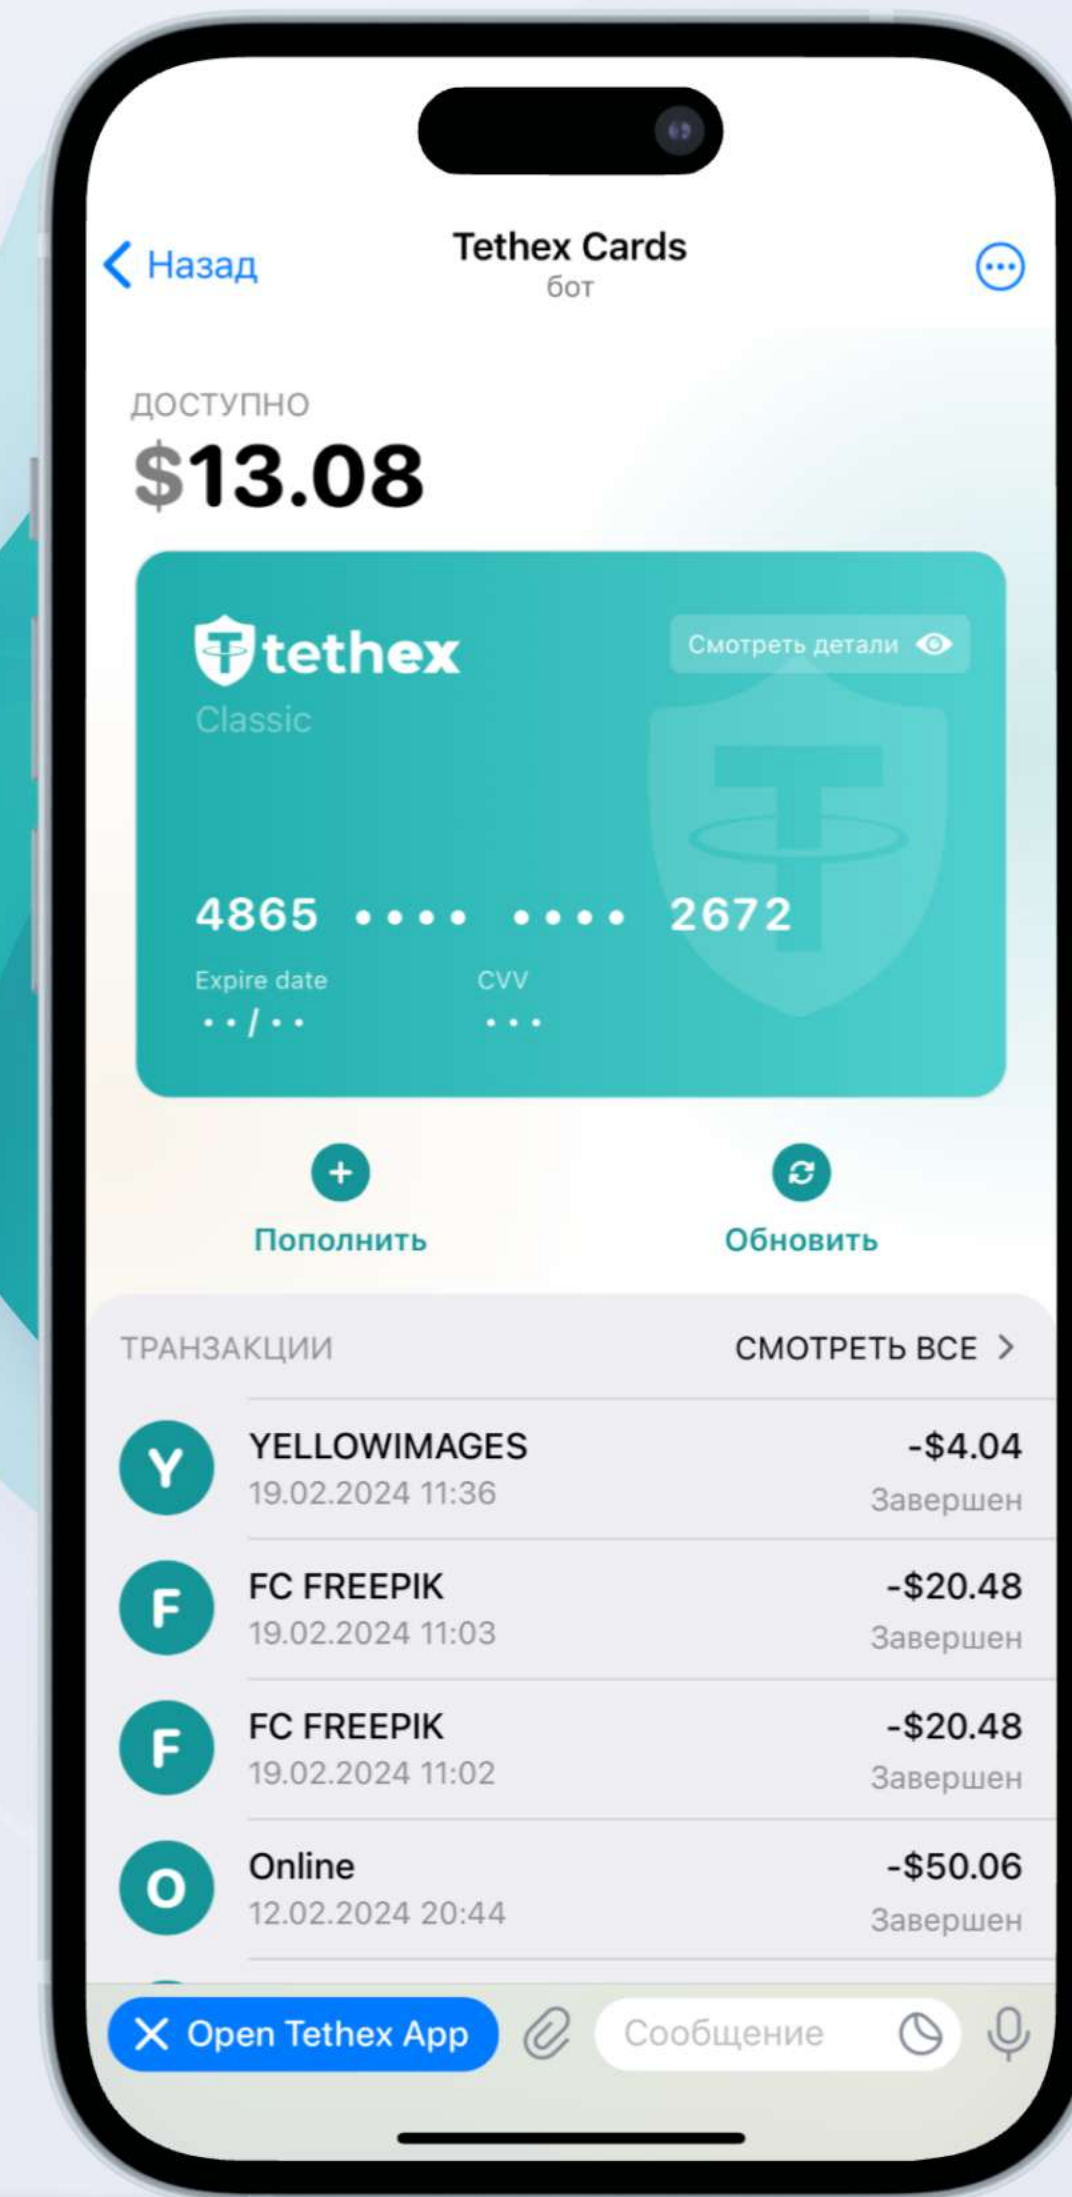 Назад
Tethex Cards
бот
ДОСТУПНО
$13.08
tethex
Смотреть детали
Classic
4865 •••• •••• 2672
Expire date CVV
••/•• •••
Пополнить Обновить
ТРАНЗАКЦИИ СМОТРЕТЬ ВСЕ >
Y YELLOWIMAGES -$4.04
19.02.2024 11:36 Завершен
F FC FREEPIK -$20.48
19.02.2024 11:03 Завершен
F FC FREEPIK -$20.48
19.02.2024 11:02 Завершен
O Online -$50.06
12.02.2024 20:44 Завершен
Open Tethex App Сообщение